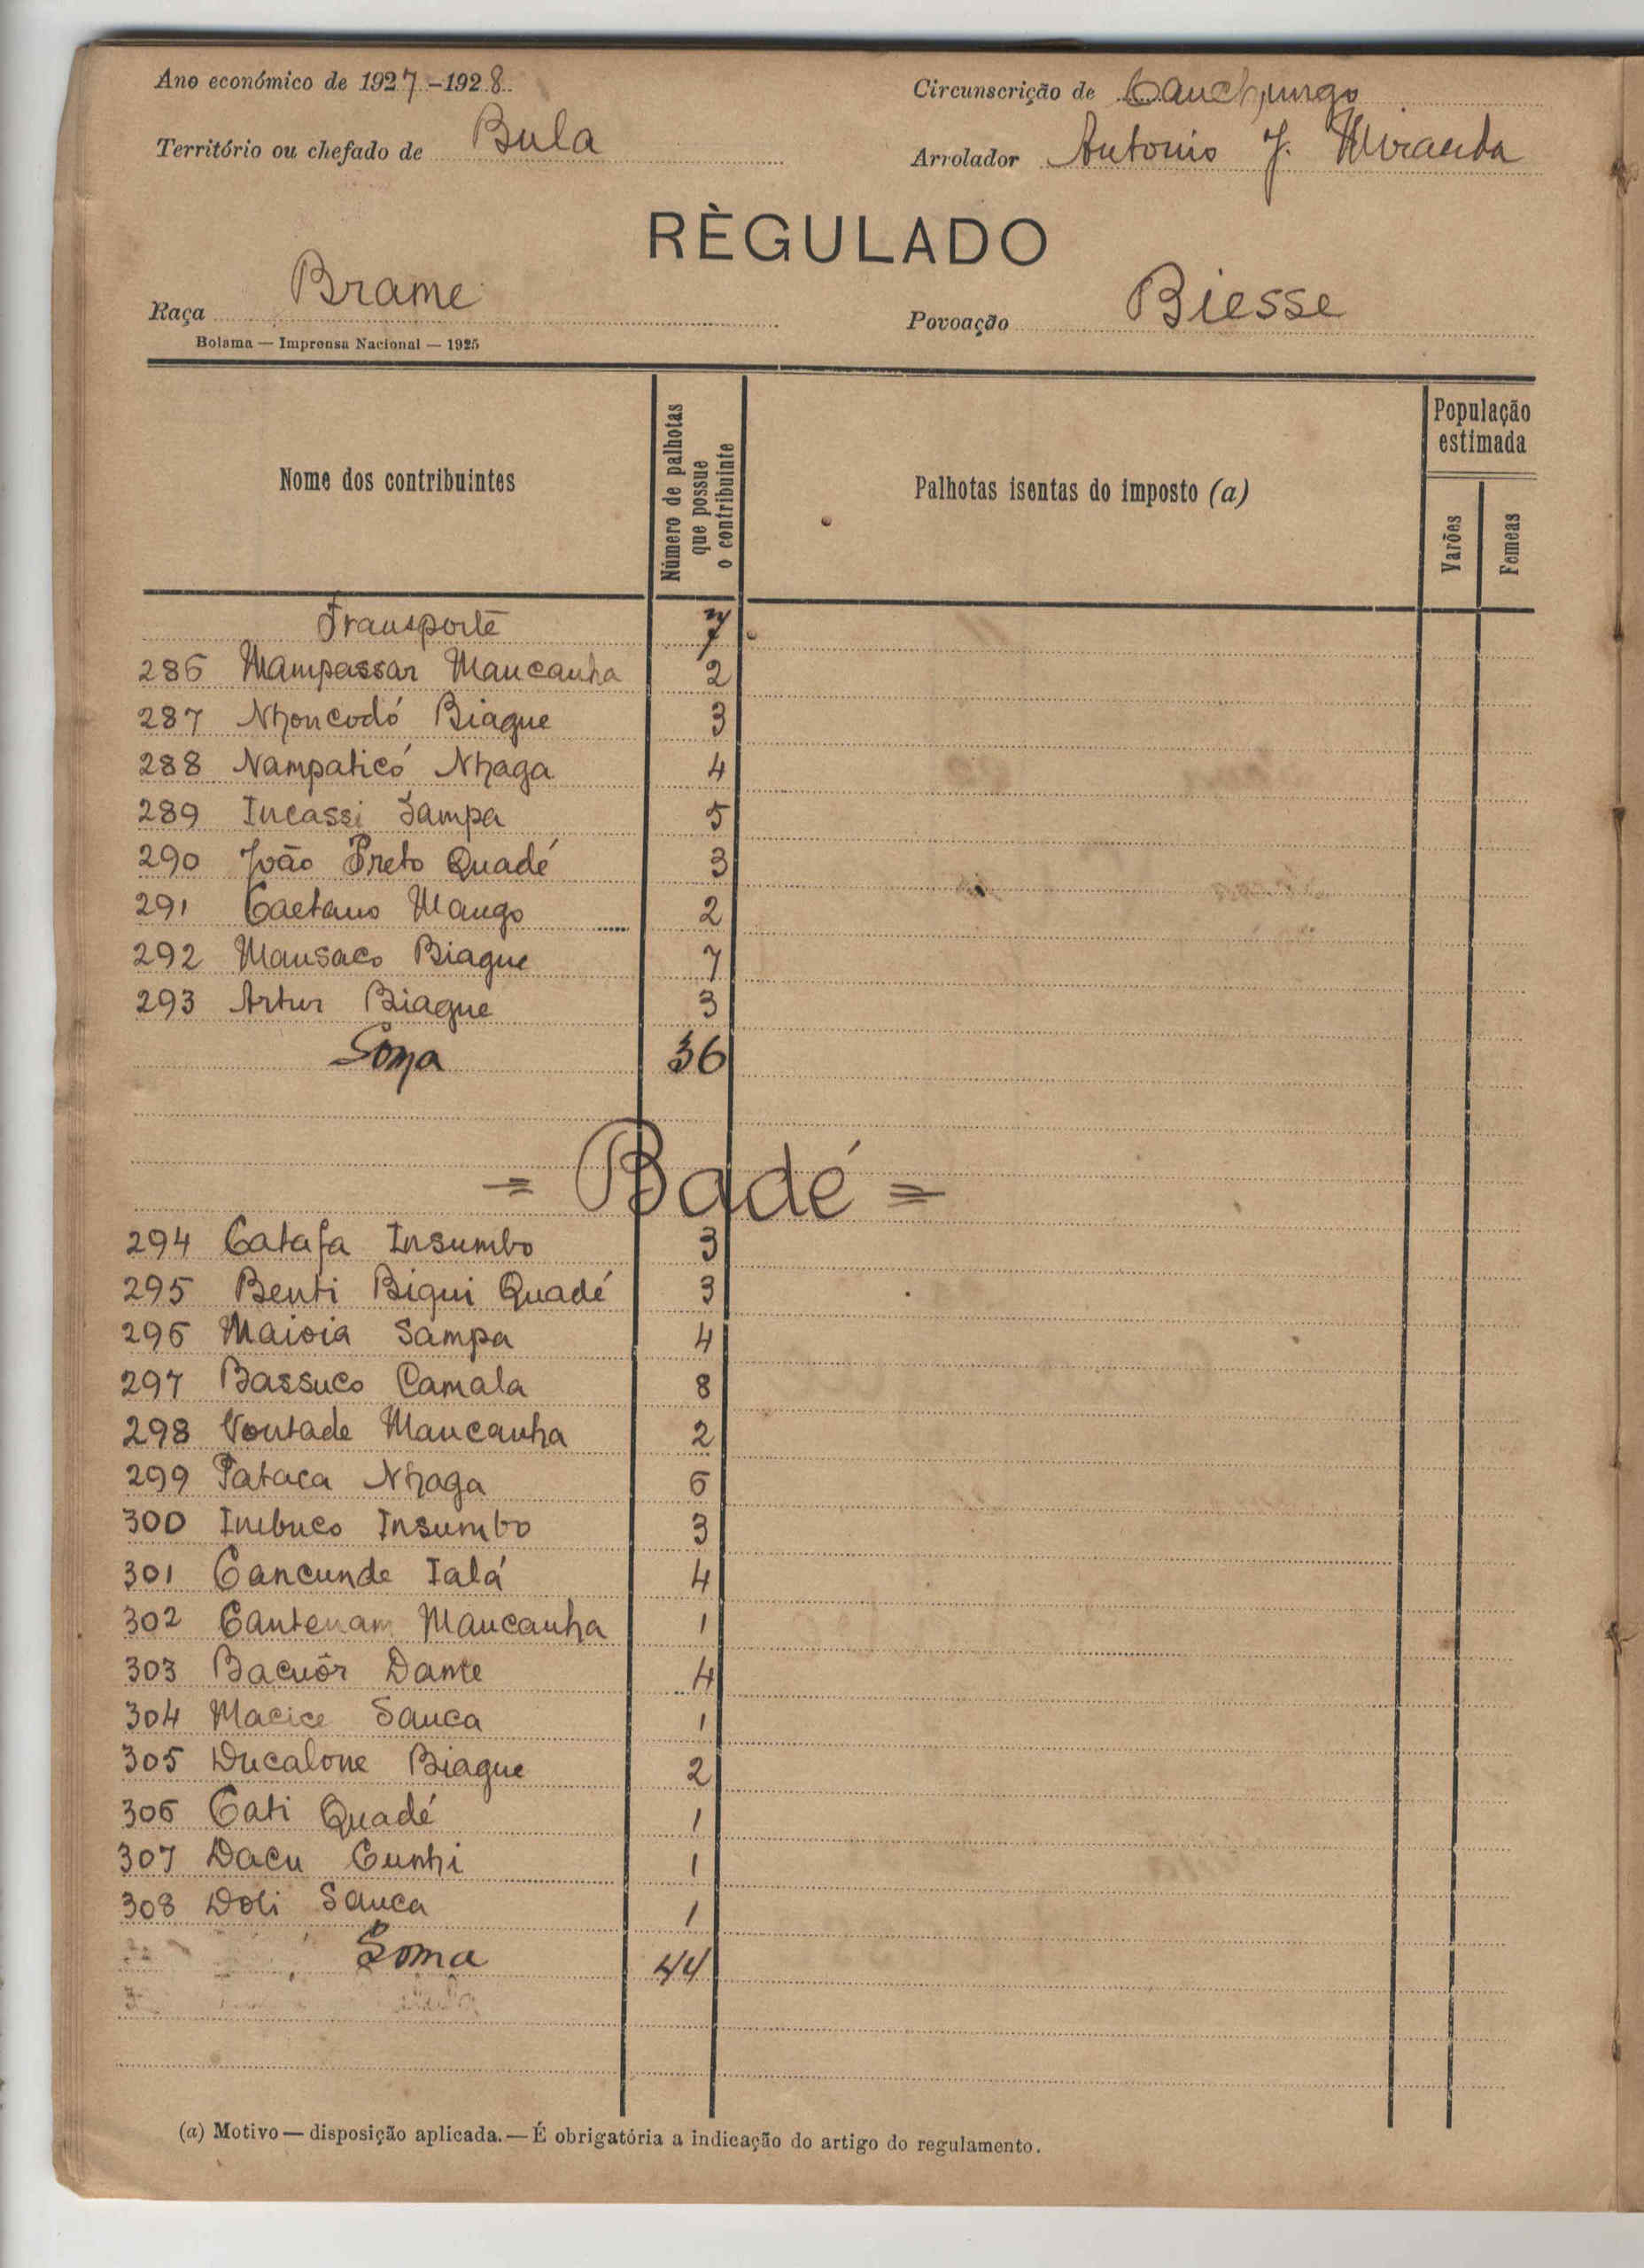 Ano económico de 1927-1928
Circunscrição de Canchungo
Território ou chefado de Bula
Arrolador Antonio J. Miranda
RÈGULADO
Raça Brame
Povoação Biesse
Bolama — Imprensa Nacional — 1925
Nome dos contribuintes
Número de palhotas
que possue
o contribuinte
Palhotas isentas do imposto (a)
População
estimada
Varões
Femeas
Transporte 7
286 Mampassar Mancanha 2
287 Nhoncodó Biague 3
288 Nampaticó Nhaga 4
289 Incassi Sampa 5
290 João Preto Quadé 3
291 Caetano Mango 2
292 Mansaco Biague 7
293 Artur Biague 3
Soma 36
= Badé =
294 Catafa Insumbo 3
295 Benti Biqui Quadé 3
296 Maioia Sampa 4
297 Bassuco Camala 8
298 Vontade Mancanha 2
299 Pataca Nhaga 6
300 Imbuco Insumbo 3
301 Cancunde Ialá 4
302 Cantenam Mancanha 1
303 Bacuôr Dame 4
304 Macice Sanca 1
305 Ducalone Biague 2
306 Cati Quadé 1
307 Dacu Cunhi 1
308 Doli Sanca 1
Soma 44
(a) Motivo — disposição aplicada. — É obrigatória a indicação do artigo do regulamento.